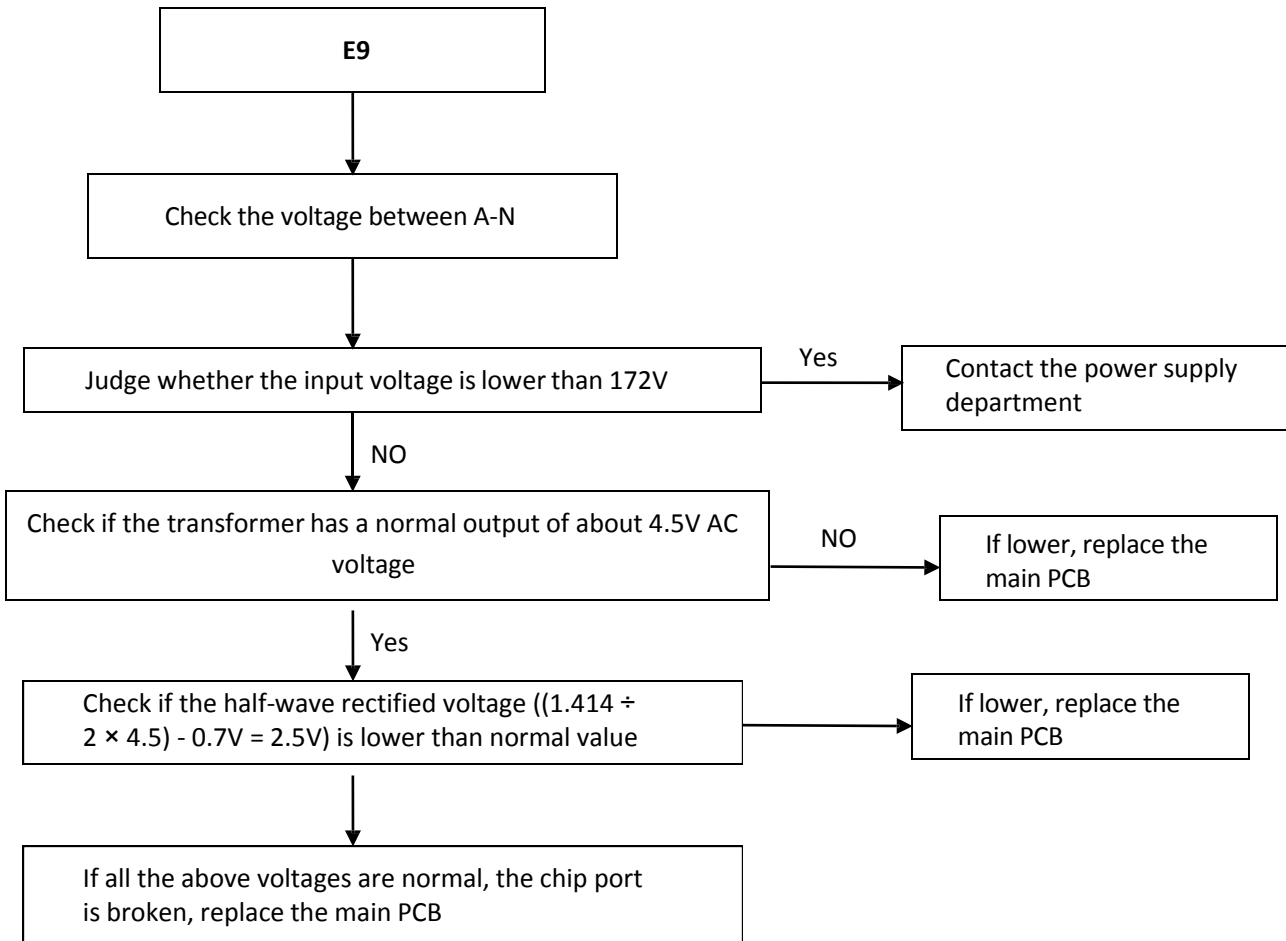 E9
Check the voltage between A-N
Judge whether the input voltage is lower than 172V
Yes
Contact the power supply
department
NO
Check if the transformer has a normal output of about 4.5V AC
voltage
NO
If lower, replace the
main PCB
Yes
Check if the half-wave rectified voltage ((1.414 ÷
2 × 4.5) - 0.7V = 2.5V) is lower than normal value
If lower, replace the
main PCB
If all the above voltages are normal, the chip port
is broken, replace the main PCB